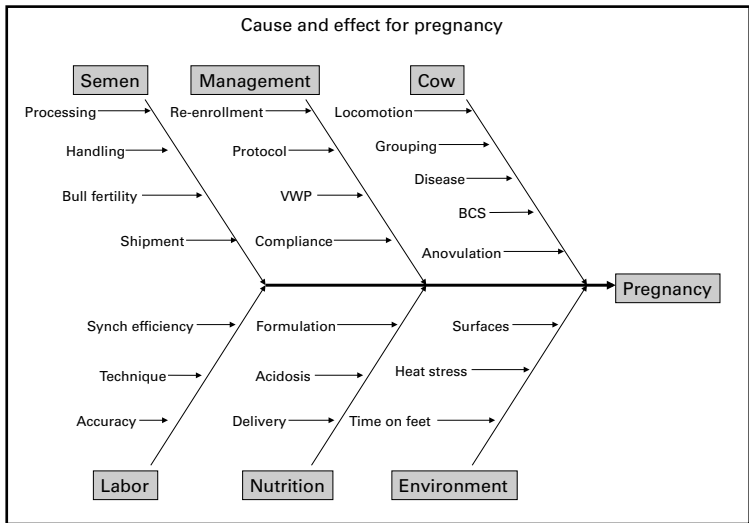 Cause and effect for pregnancy
Semen
Management
Cow
Processing
Re-enrollment
Locomotion
Handling
Protocol
Grouping
Disease
Bull fertility
VWP
BCS
Shipment
Compliance
Anovulation
Pregnancy
Synch efficiency
Formulation
Surfaces
Technique
Acidosis
Heat stress
Accuracy
Delivery
Time on feet
Labor
Nutrition
Environment